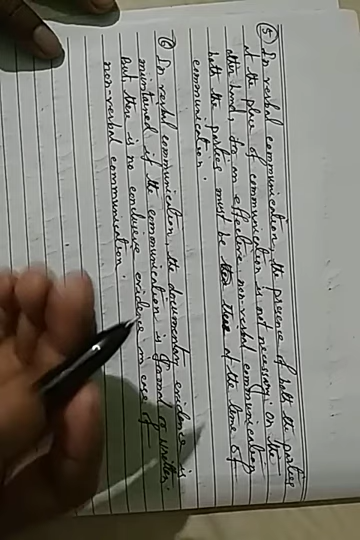 ⑤ In verbal communication, the presence of both the parties
at the place of communication is not necessary. On the
other hand, for an effective non-verbal communication
both the parties must be there at the time of
communication.
⑥ In verbal communication, the documentary evidence is
maintained if the communication is formal or written.
But there is no conclusive evidence in case of
non-verbal communication.